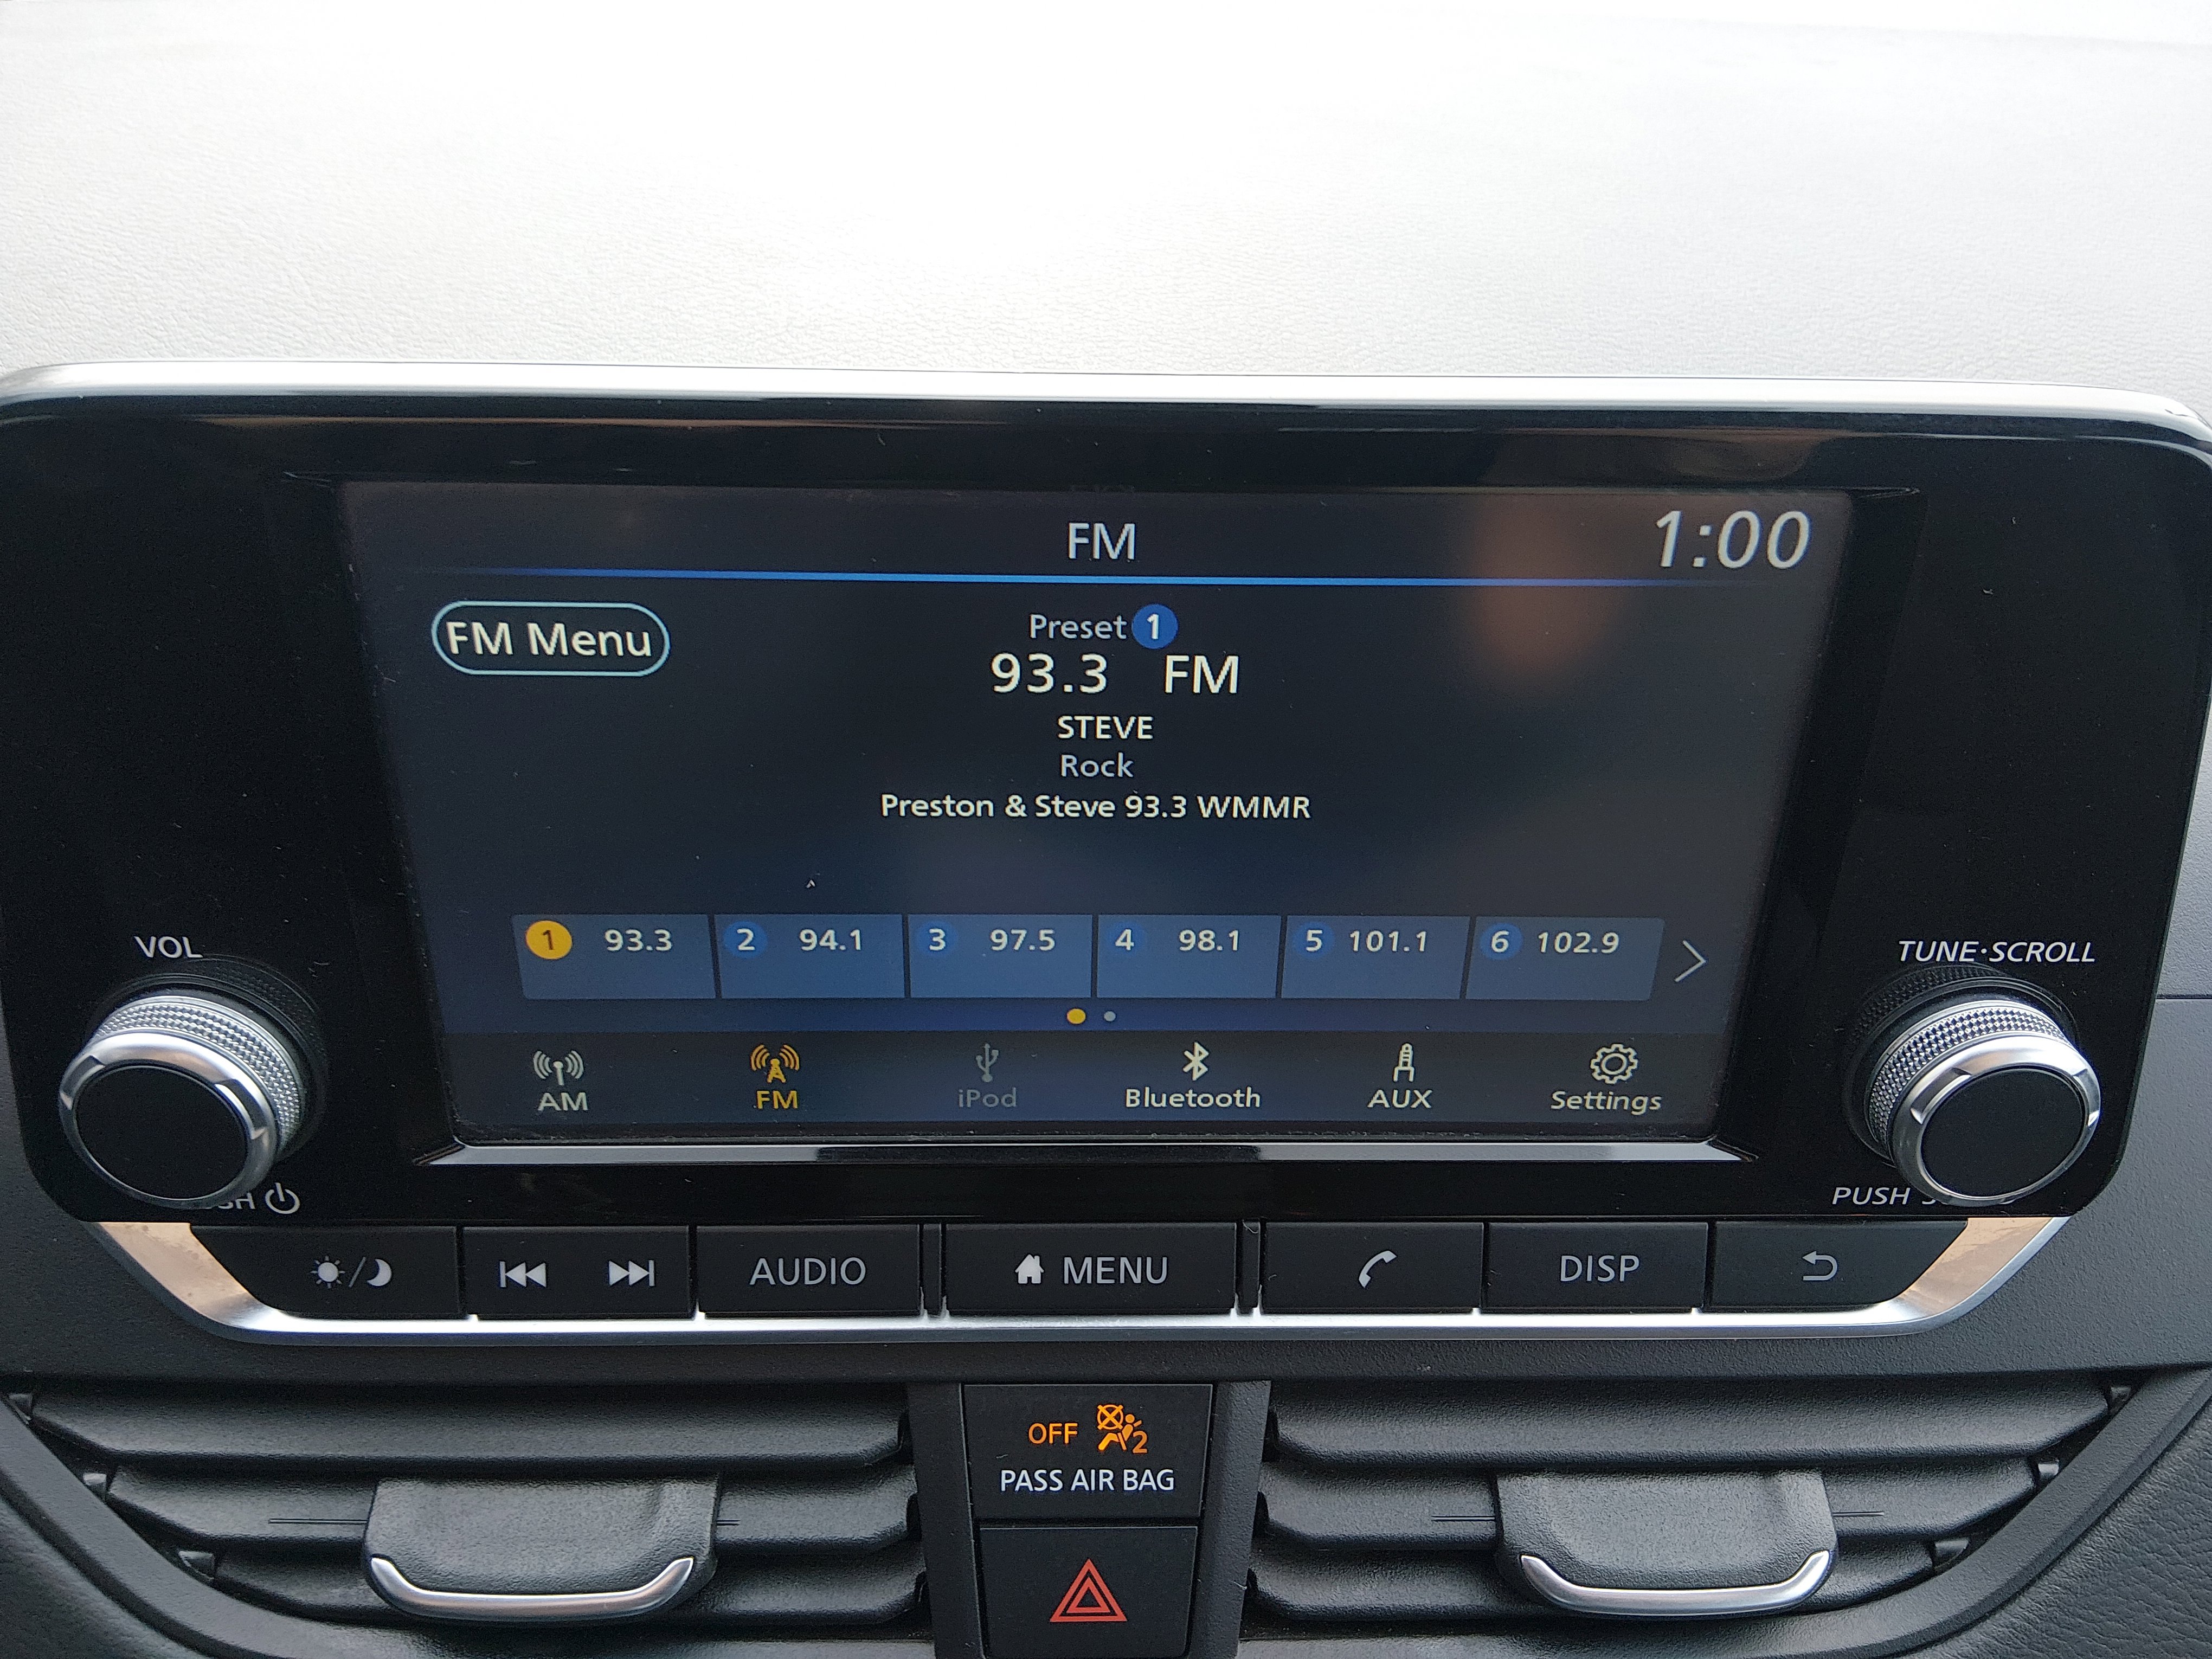 FM 1:00
FM Menu
Preset 1
93.3 FM
STEVE
Rock
Preston & Steve 93.3 WMMR
1 93.3 2 94.1 3 97.5 4 98.1 5 101.1 6 102.9
VOL
TUNE·SCROLL
AM FM iPod Bluetooth AUX Settings
PUSH
AUDIO MENU DISP
OFF 2
PASS AIR BAG